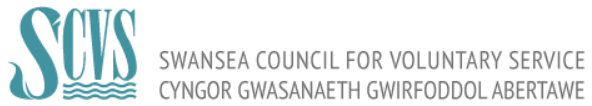 SCVS
SWANSEA COUNCIL FOR VOLUNTARY SERVICE
CYNGOR GWASANAETH GWIRFODDOL ABERTAWE